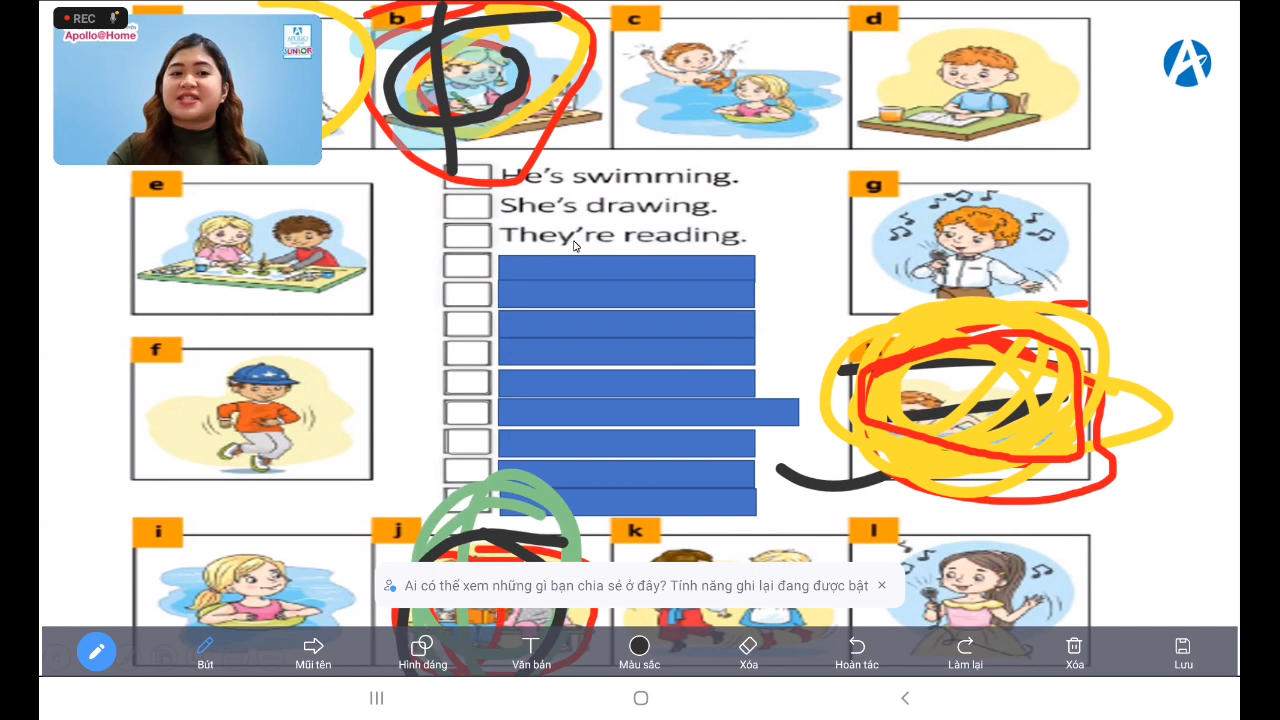 REC
Apollo@Home
APOLLO
JUNIOR
b
c
d
e
g
He's swimming.
She's drawing.
They're reading.
f
i
j
k
l
Ai có thể xem những gì bạn chia sẻ ở đây? Tính năng ghi lại đang được bật
Bút
Mũi tên
Hình dáng
Văn bản
Màu sắc
Xóa
Hoàn tác
Làm lại
Xóa
Lưu